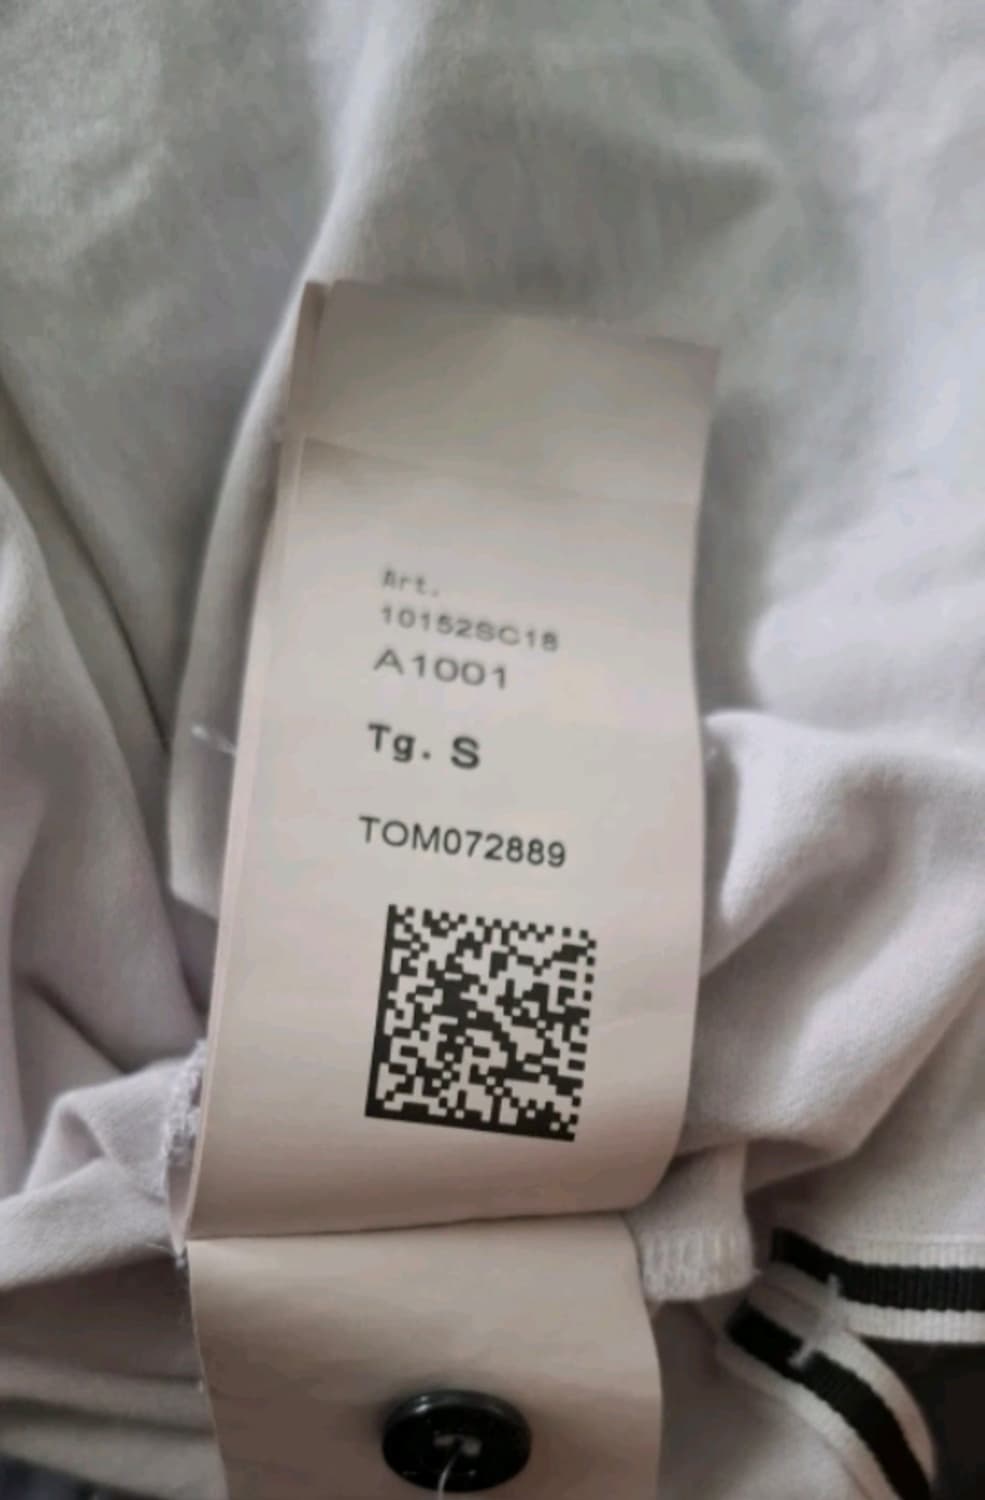 Art.
10152SC18
A1001
Tg. S
TOM072889